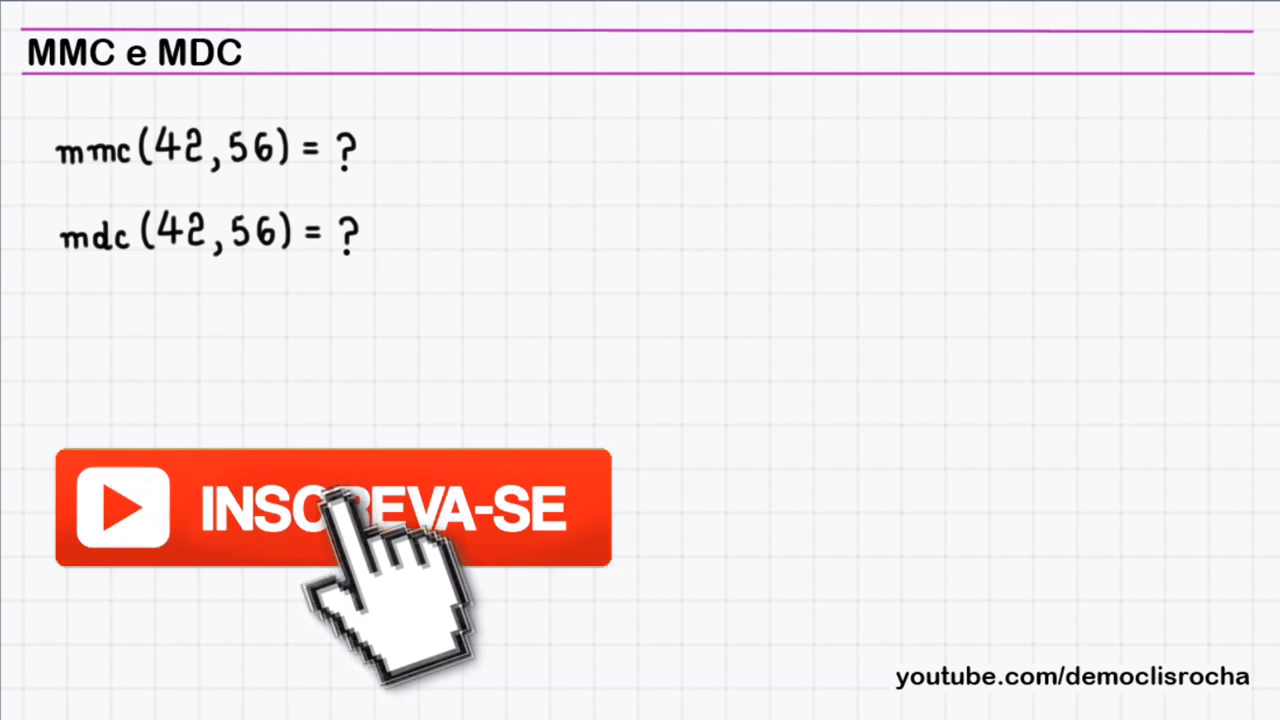 MMC e MDC
mmc(42,56) = ?
mdc(42,56) = ?
INSCREVA-SE
youtube.com/democlisrocha